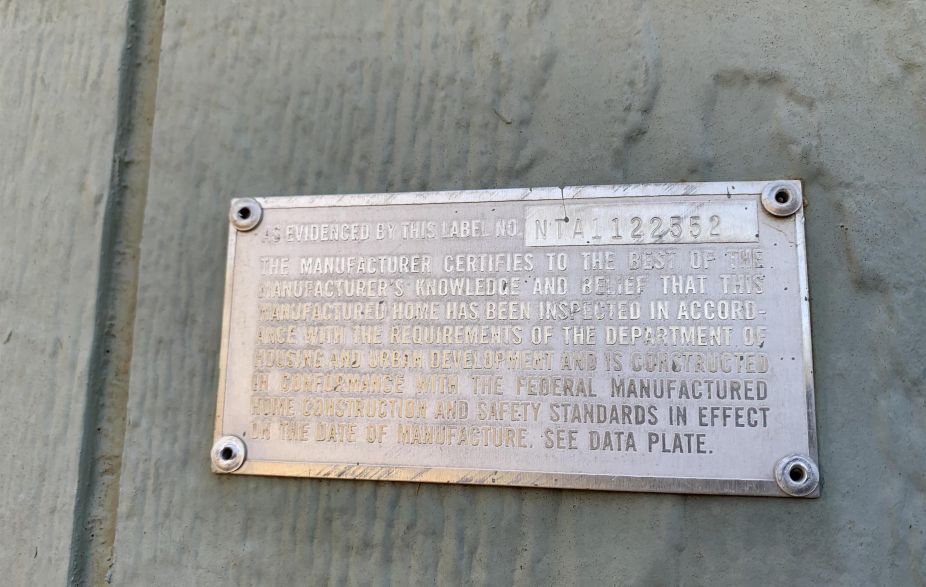 AS EVIDENCED BY THIS LABEL NO. NTA1122552
THE MANUFACTURER CERTIFIES TO THE BEST OF THE
MANUFACTURER'S KNOWLEDGE AND BELIEF THAT THIS
MANUFACTURED HOME HAS BEEN INSPECTED IN ACCORD-
ANCE WITH THE REQUIREMENTS OF THE DEPARTMENT OF
HOUSING AND URBAN DEVELOPMENT AND IS CONSTRUCTED
IN CONFORMANCE WITH THE FEDERAL MANUFACTURED
HOME CONSTRUCTION AND SAFETY STANDARDS IN EFFECT
ON THE DATE OF MANUFACTURE. SEE DATA PLATE.